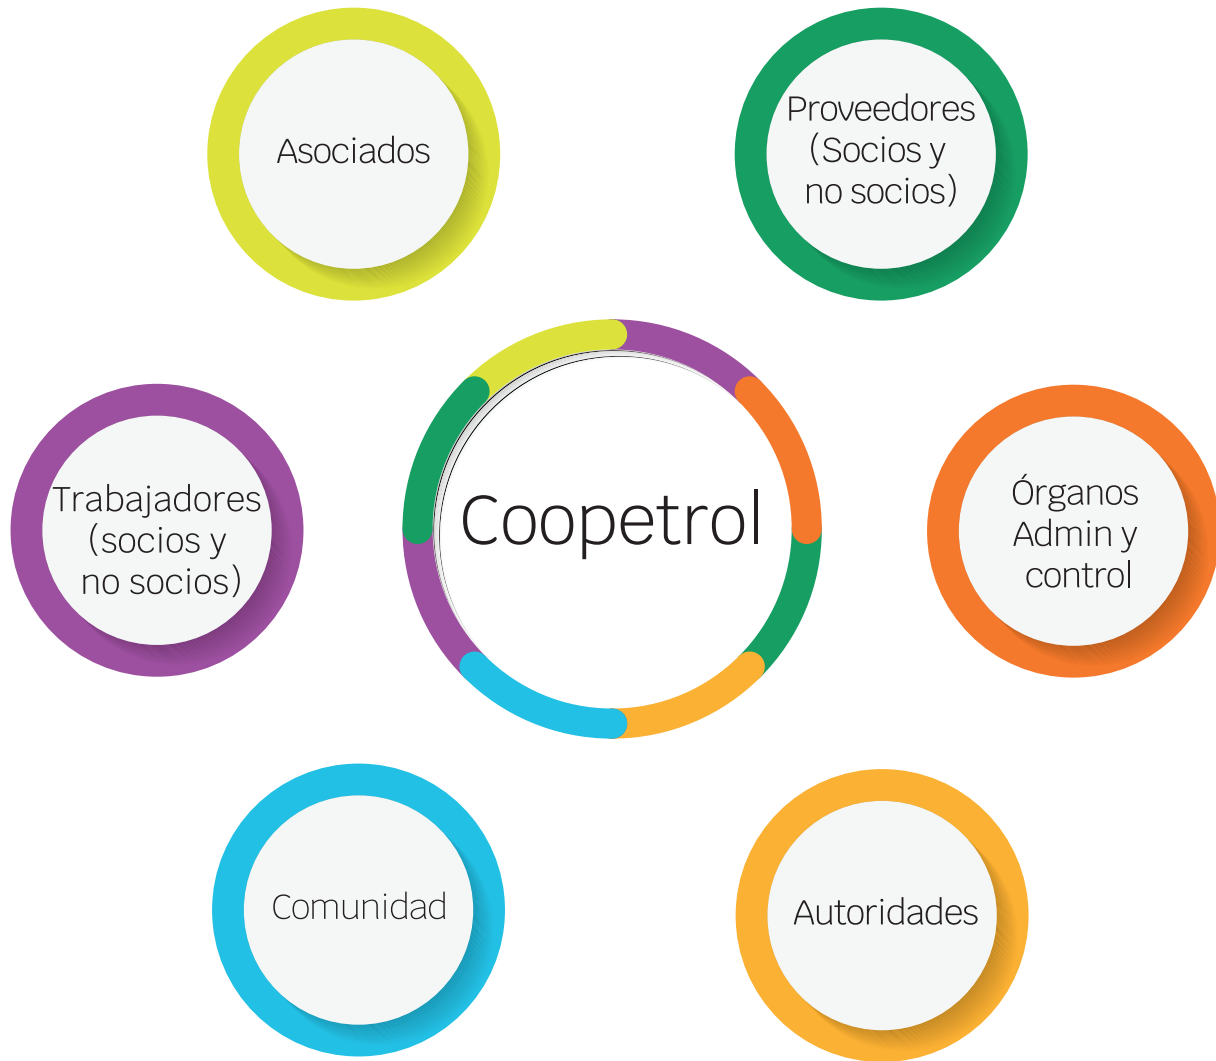 Asociados
Proveedores
(Socios y
no socios)
Trabajadores
(socios y
no socios)
Coopetrol
Órganos
Admin y
control
Comunidad
Autoridades